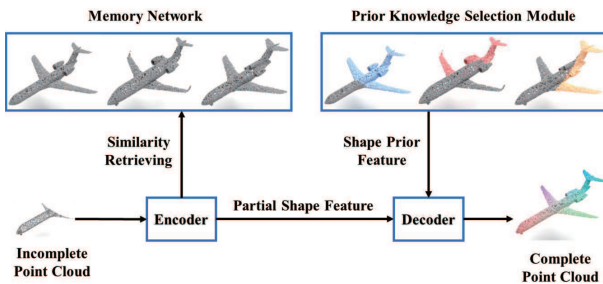 Memory Network
Prior Knowledge Selection Module
Similarity
Retrieving
Shape Prior
Feature
Encoder
Partial Shape Feature
Decoder
Incomplete
Point Cloud
Complete
Point Cloud